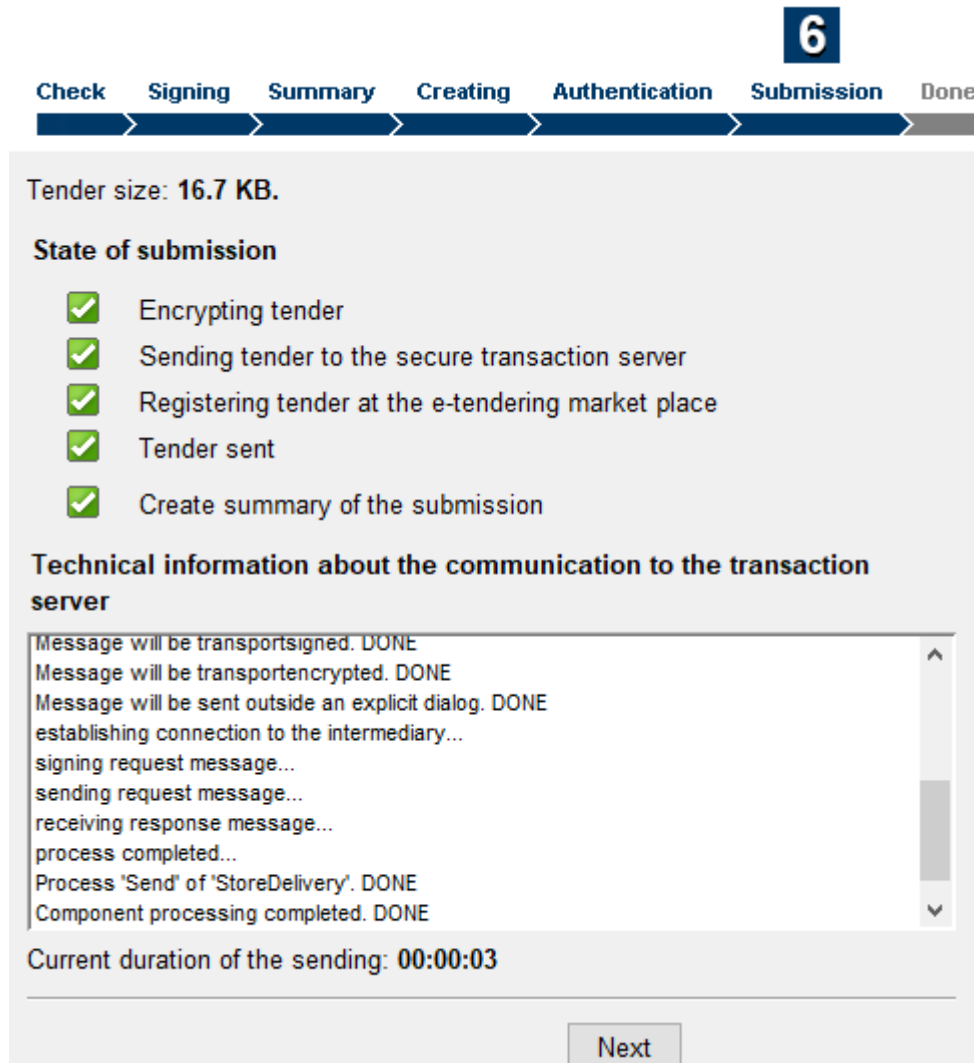 6
Check Signing Summary Creating Authentication Submission Done
Tender size: 16.7 KB.
State of submission
Encrypting tender
Sending tender to the secure transaction server
Registering tender at the e-tendering market place
Tender sent
Create summary of the submission
Technical information about the communication to the transaction
server
Message will be transportsigned. DONE
Message will be transportencrypted. DONE
Message will be sent outside an explicit dialog. DONE
establishing connection to the intermediary...
signing request message...
sending request message...
receiving response message...
process completed...
Process 'Send' of 'StoreDelivery'. DONE
Component processing completed. DONE
Current duration of the sending: 00:00:03
Next